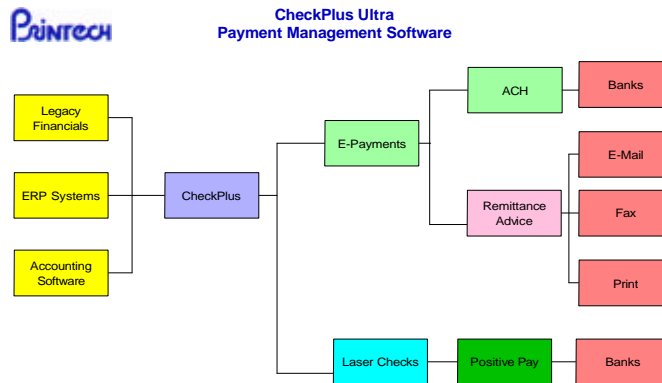 Printech
CheckPlus Ultra
Payment Management Software
Legacy
Financials
ERP Systems
Accounting
Software
CheckPlus
E-Payments
ACH
Banks
Remittance
Advice
E-Mail
Fax
Print
Laser Checks
Positive Pay
Banks